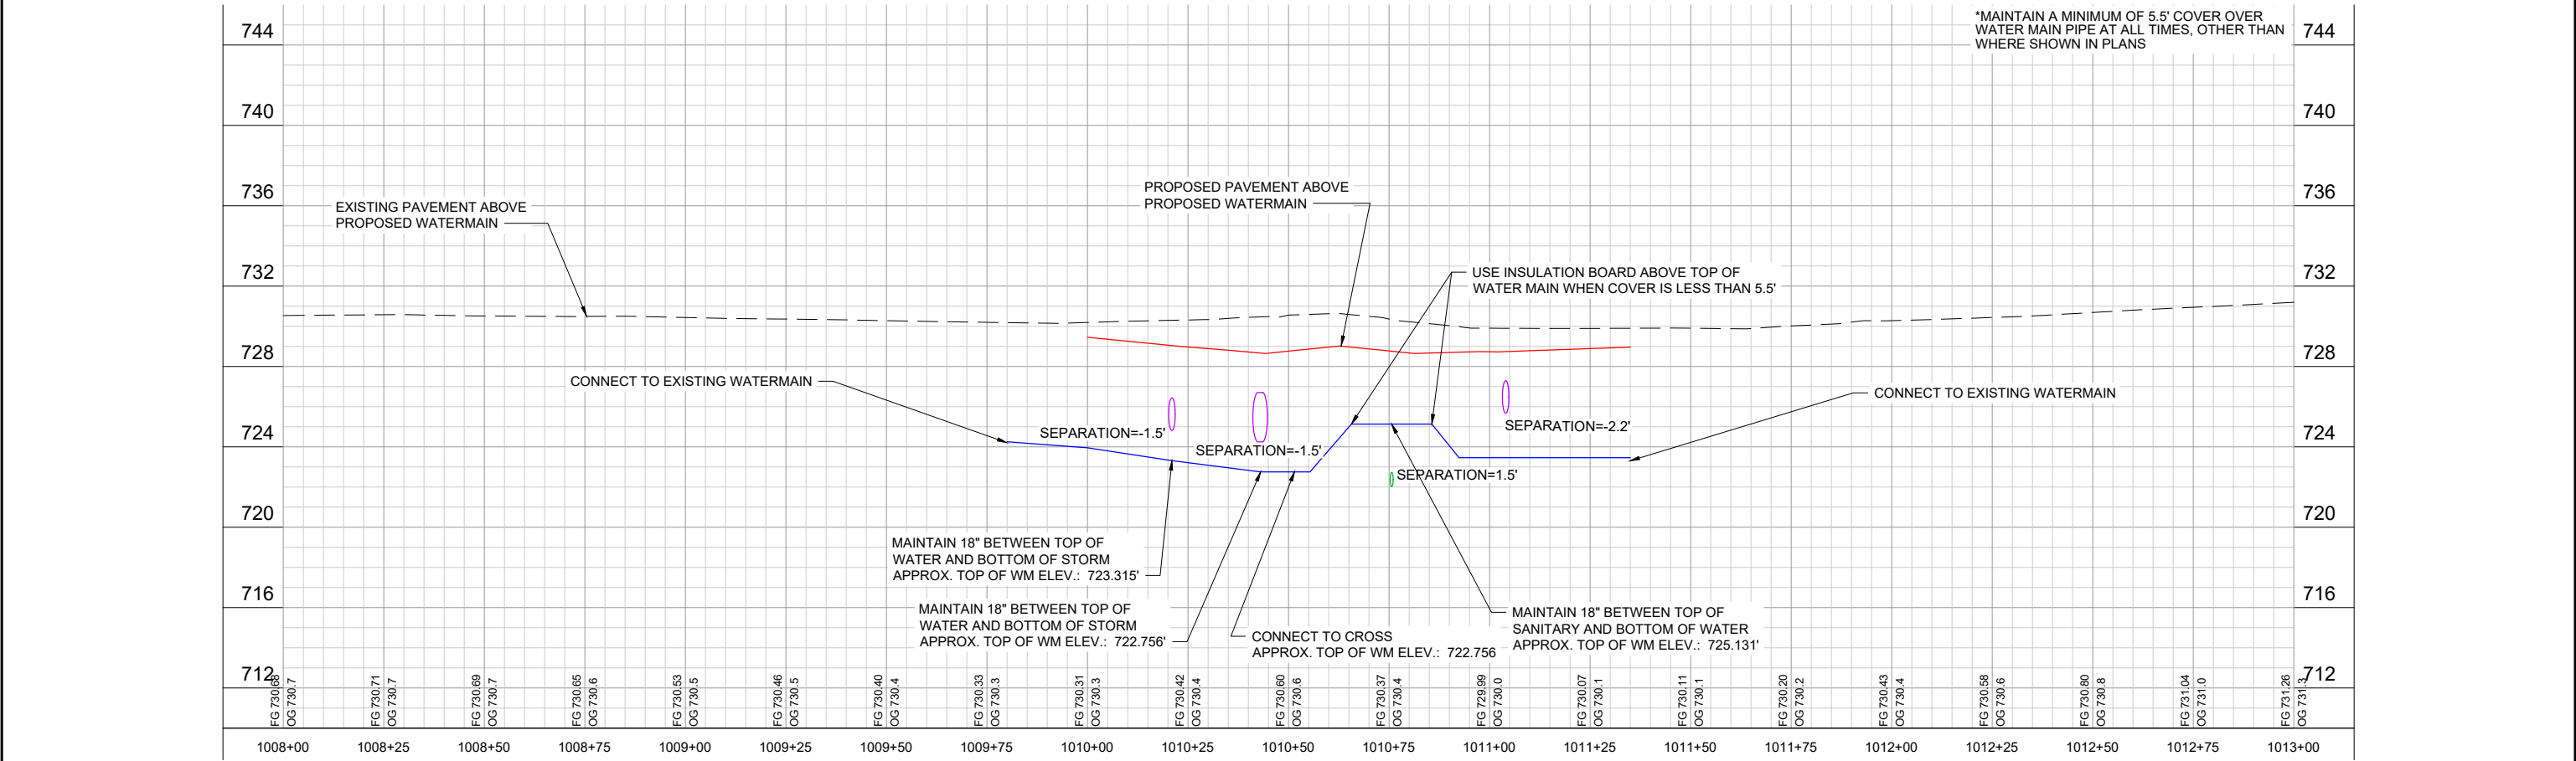 *MAINTAIN A MINIMUM OF 5.5' COVER OVER
WATER MAIN PIPE AT ALL TIMES, OTHER THAN
WHERE SHOWN IN PLANS
744
744
740
740
736
736
732
732
728
728
724
724
720
720
716
716
712
712
EXISTING PAVEMENT ABOVE
PROPOSED WATERMAIN
PROPOSED PAVEMENT ABOVE
PROPOSED WATERMAIN
USE INSULATION BOARD ABOVE TOP OF
WATER MAIN WHEN COVER IS LESS THAN 5.5'
CONNECT TO EXISTING WATERMAIN
CONNECT TO EXISTING WATERMAIN
SEPARATION=-1.5'
SEPARATION=-1.5'
SEPARATION=-2.2'
SEPARATION=1.5'
MAINTAIN 18" BETWEEN TOP OF
WATER AND BOTTOM OF STORM
APPROX. TOP OF WM ELEV.: 723.315'
MAINTAIN 18" BETWEEN TOP OF
WATER AND BOTTOM OF STORM
APPROX. TOP OF WM ELEV.: 722.756'
CONNECT TO CROSS
APPROX. TOP OF WM ELEV.: 722.756
MAINTAIN 18" BETWEEN TOP OF
SANITARY AND BOTTOM OF WATER
APPROX. TOP OF WM ELEV.: 725.131'
FG 730.68
OG 730.7
FG 730.71
OG 730.7
FG 730.69
OG 730.7
FG 730.65
OG 730.6
FG 730.53
OG 730.5
FG 730.46
OG 730.5
FG 730.40
OG 730.4
FG 730.33
OG 730.3
FG 730.31
OG 730.3
FG 730.42
OG 730.4
FG 730.60
OG 730.6
FG 730.37
OG 730.4
FG 729.99
OG 730.0
FG 730.07
OG 730.1
FG 730.11
OG 730.1
FG 730.20
OG 730.2
FG 730.43
OG 730.4
FG 730.58
OG 730.6
FG 730.80
OG 730.8
FG 731.04
OG 731.0
FG 731.26
OG 731.3
1008+00
1008+25
1008+50
1008+75
1009+00
1009+25
1009+50
1009+75
1010+00
1010+25
1010+50
1010+75
1011+00
1011+25
1011+50
1011+75
1012+00
1012+25
1012+50
1012+75
1013+00